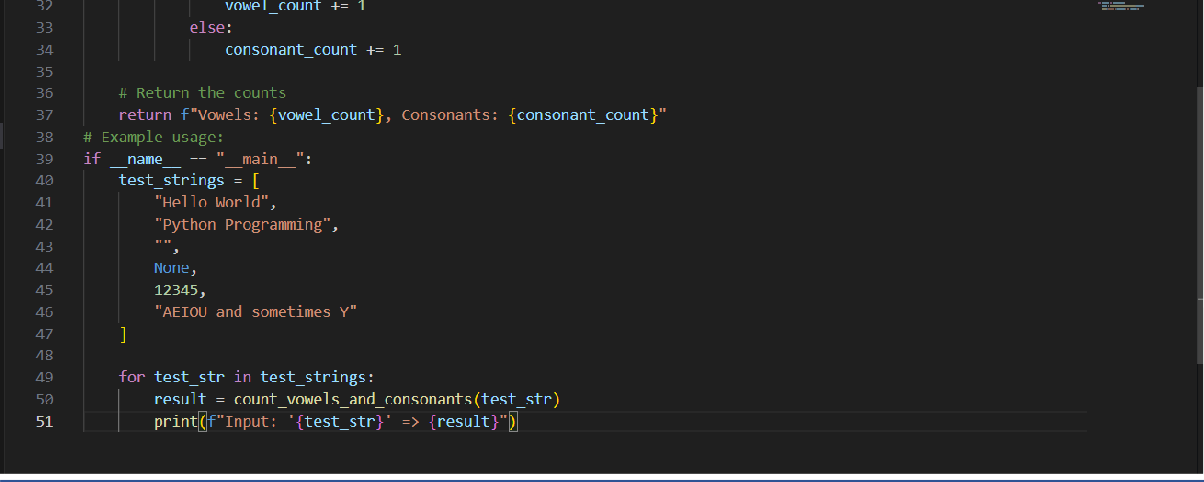 32 vowel_count += 1
33 else:
34 consonant_count += 1
35
36 # Return the counts
37 return f"Vowels: {vowel_count}, Consonants: {consonant_count}"
38 # Example usage:
39 if __name__ == "__main__":
40 test_strings = [
41 "Hello World",
42 "Python Programming",
43 "",
44 None,
45 12345,
46 "AEIOU and sometimes Y"
47 ]
48
49 for test_str in test_strings:
50 result = count_vowels_and_consonants(test_str)
51 print(f"Input: '{test_str}' => {result}")